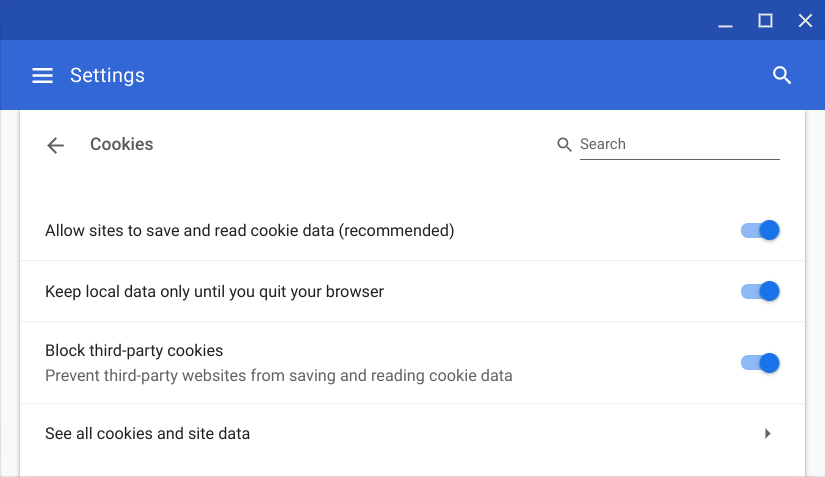 Settings
Cookies
Search
Allow sites to save and read cookie data (recommended)
Keep local data only until you quit your browser
Block third-party cookies
Prevent third-party websites from saving and reading cookie data
See all cookies and site data